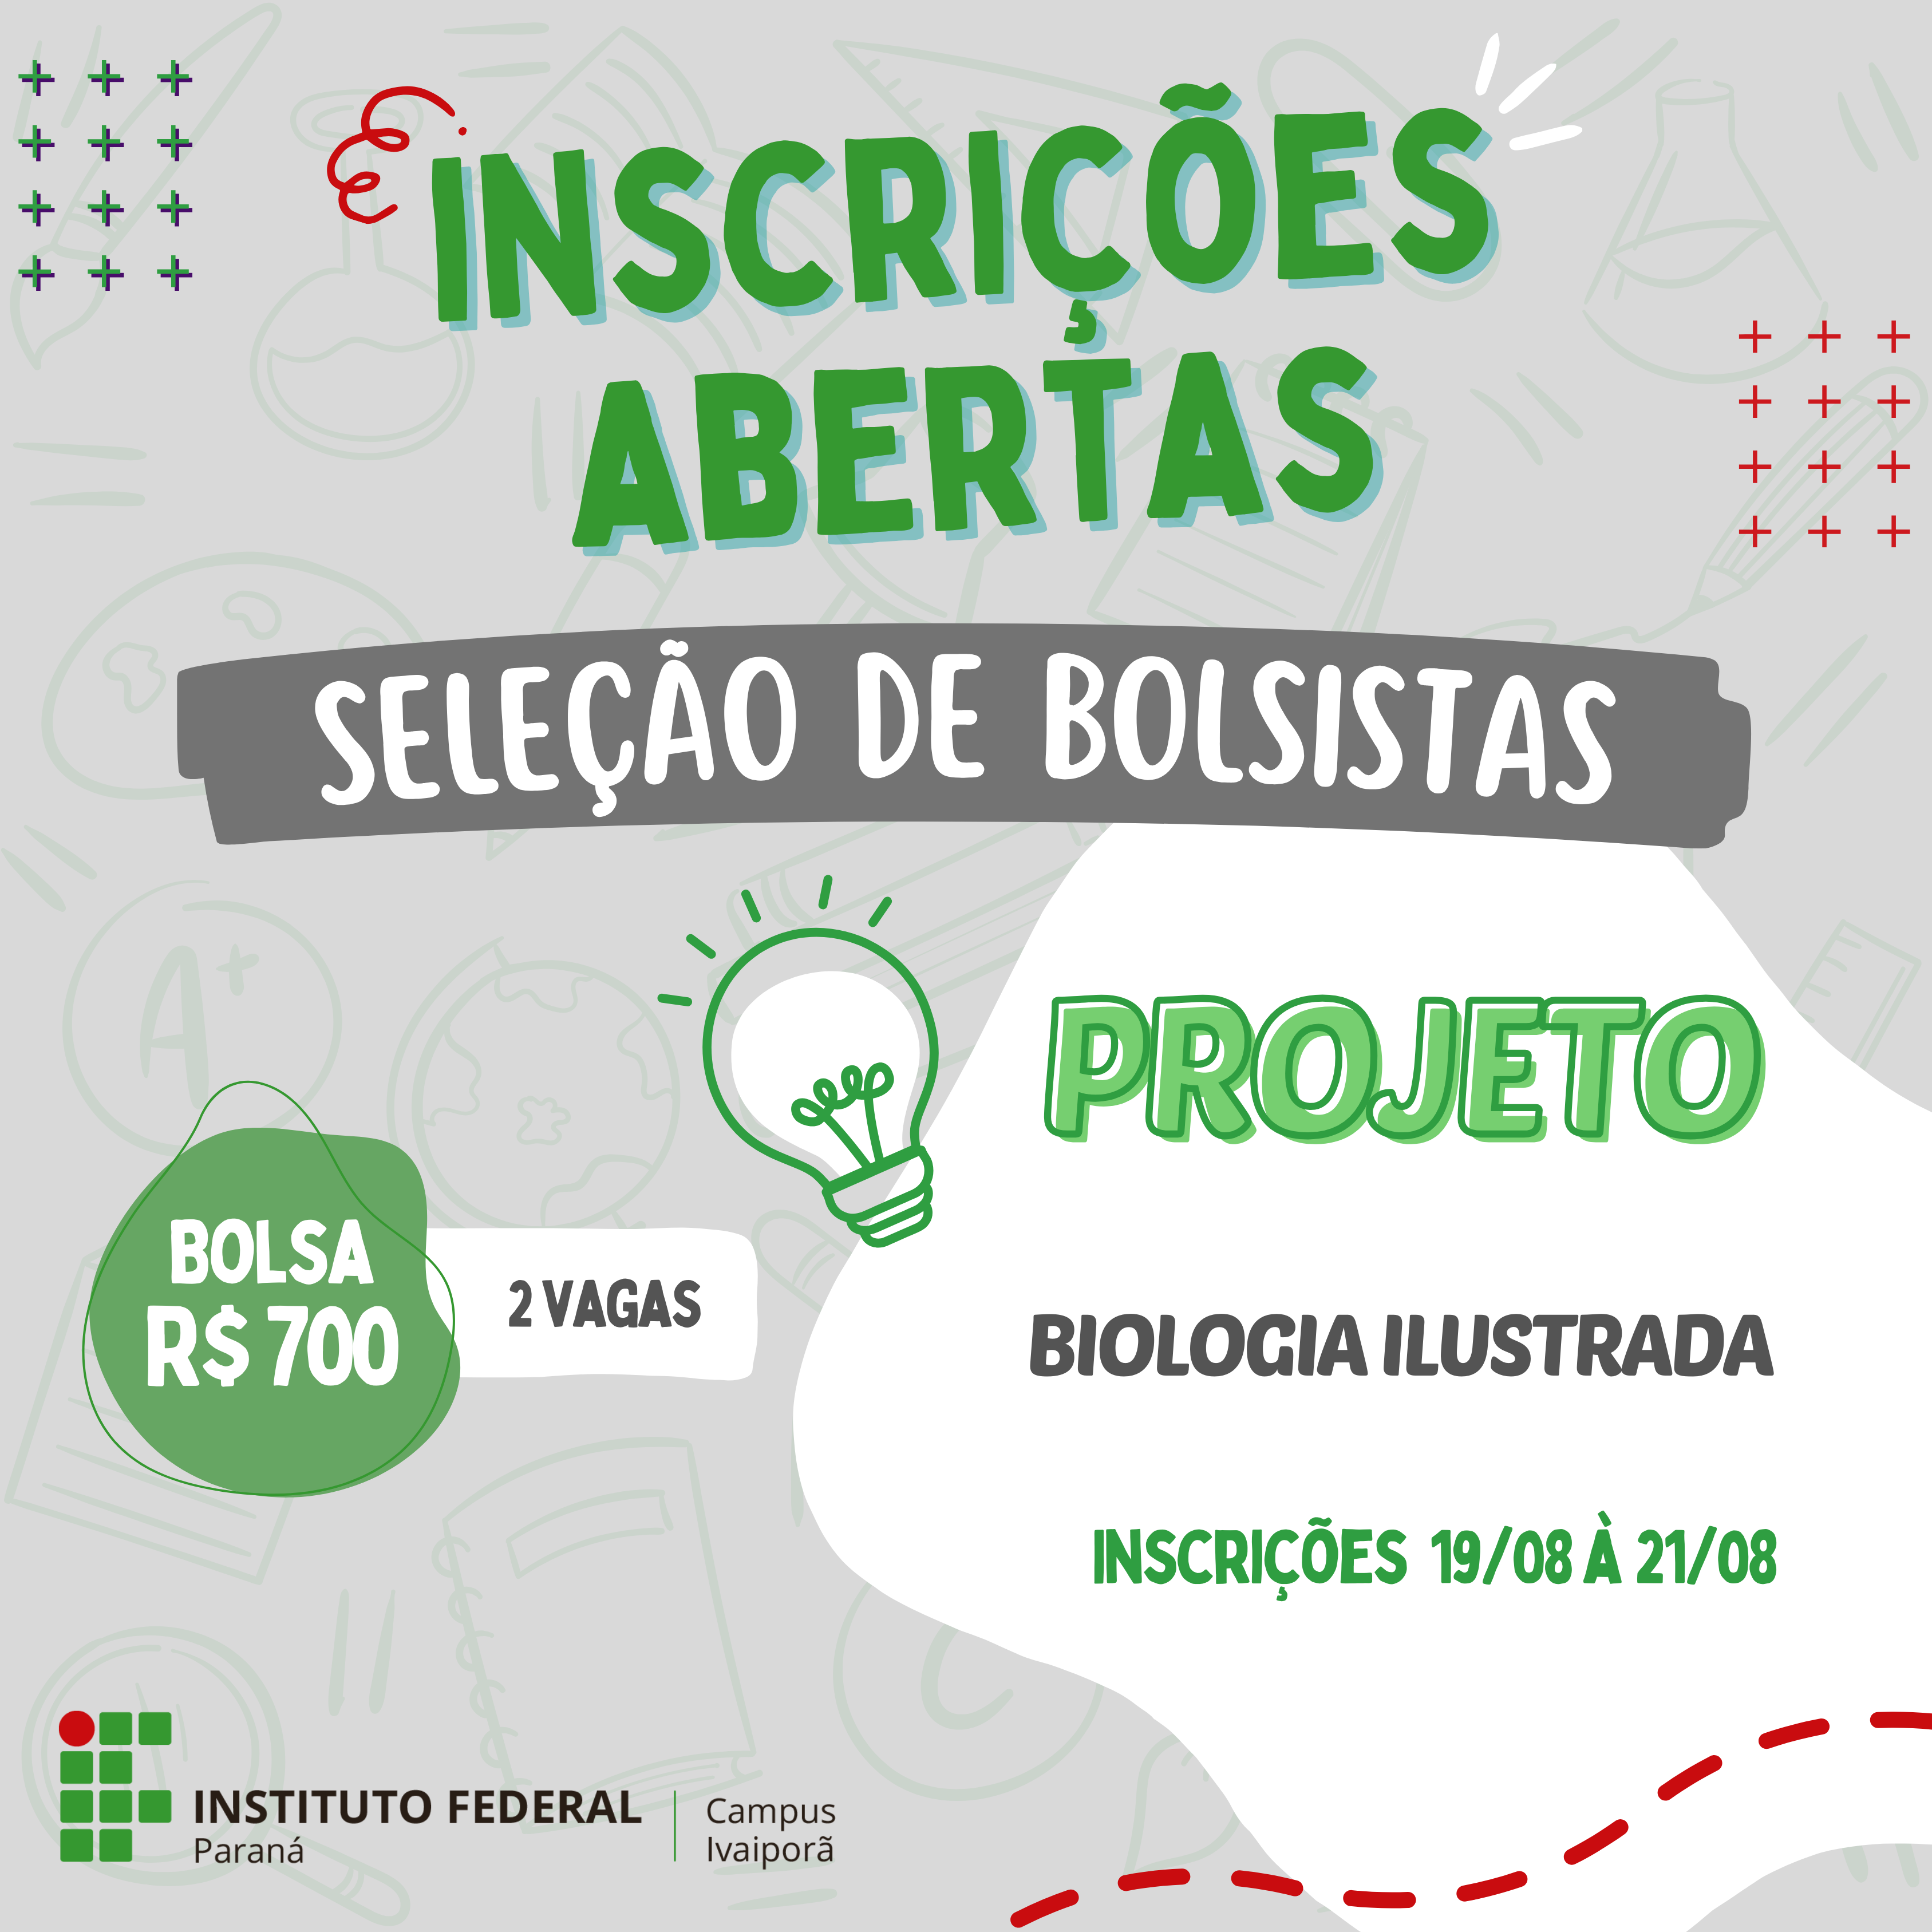 INSCRIÇÕES
ABERTAS
SELEÇÃO DE BOLSISTAS
A+
PROJETO
BOLSA
R$ 700
2 VAGAS
BIOLOGIA ILUSTRADA
INSCRIÇÕES 19/08 À 21/08
INSTITUTO FEDERAL
Paraná
Campus
Ivaiporã